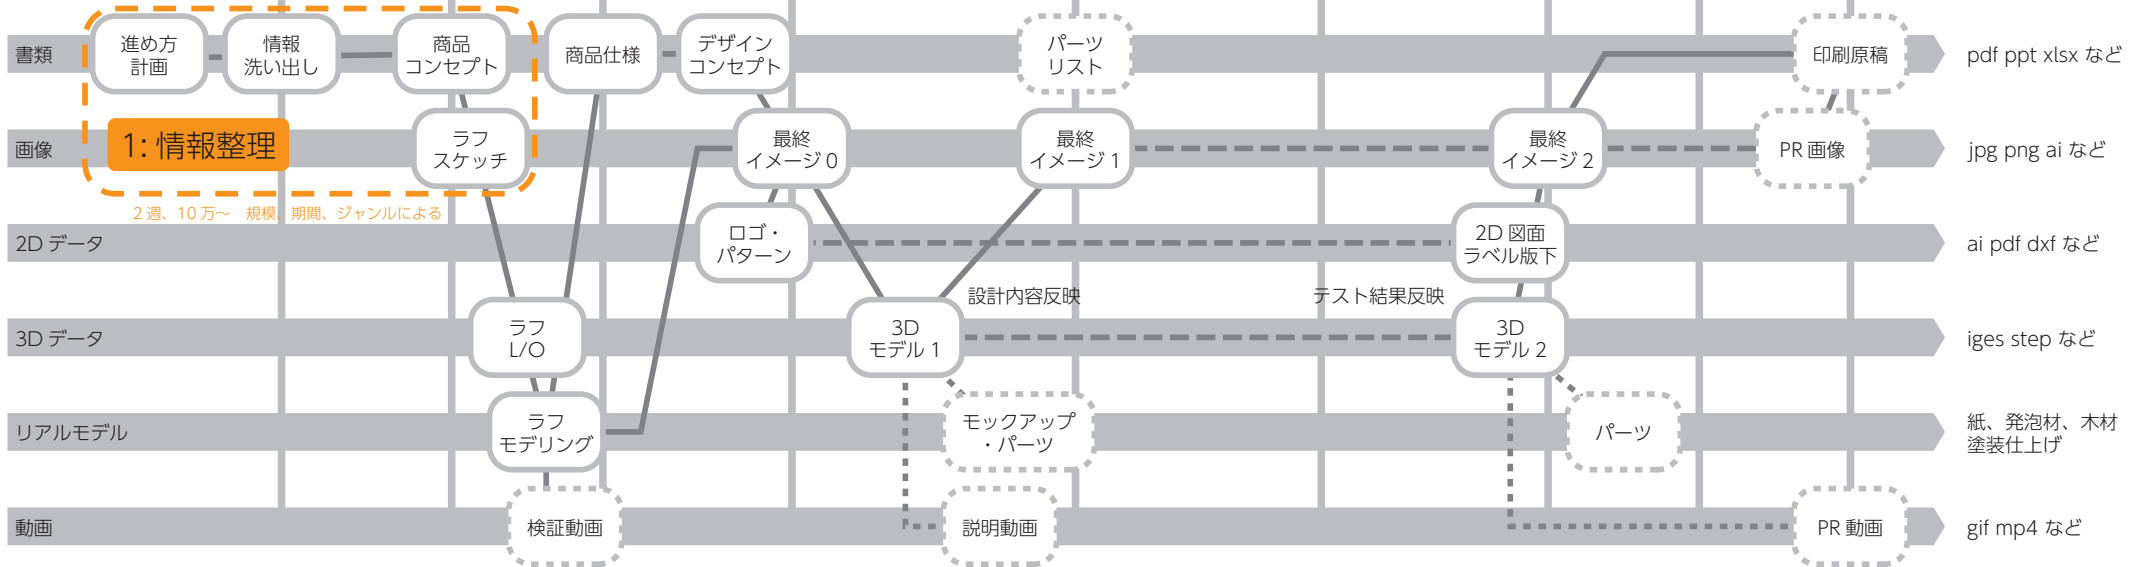 書類
進め方
計画
情報
洗い出し
商品
コンセプト
商品仕様
デザイン
コンセプト
パーツ
リスト
印刷原稿
pdf ppt xlsx など
画像
1: 情報整理
ラフ
スケッチ
最終
イメージ 0
最終
イメージ 1
最終
イメージ 2
PR 画像
jpg png ai など
2 週、10 万〜　規模、期間、ジャンルによる
2D データ
ロゴ・
パターン
2D 図面
ラベル版下
ai pdf dxf など
設計内容反映
テスト結果反映
3D データ
ラフ
L/O
3D
モデル 1
3D
モデル 2
iges step など
リアルモデル
ラフ
モデリング
モックアップ
・パーツ
パーツ
紙、発泡材、木材
塗装仕上げ
動画
検証動画
説明動画
PR 動画
gif mp4 など